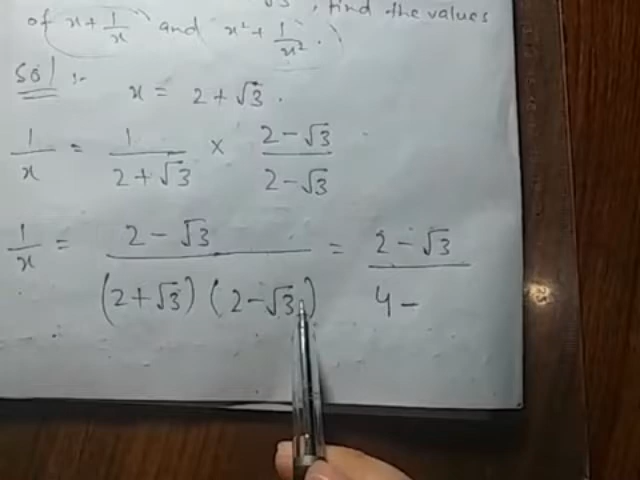 √3, find the values
of x + 1/x and x² + 1/x².
Sol :-
x = 2 + √3.
1/x = 1/(2 + √3) × (2 - √3)/(2 - √3)
1/x = (2 - √3)/((2 + √3) (2 - √3)) = (2 - √3)/(4 -